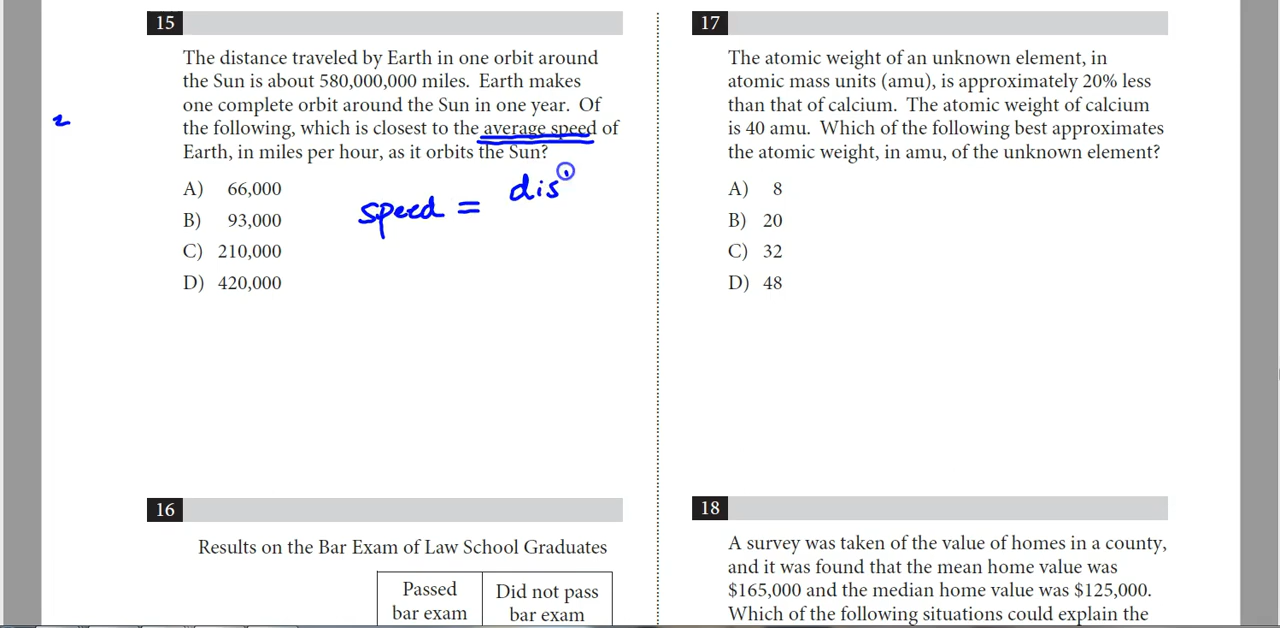 15
The distance traveled by Earth in one orbit around
the Sun is about 580,000,000 miles. Earth makes
one complete orbit around the Sun in one year. Of
the following, which is closest to the average speed of
Earth, in miles per hour, as it orbits the Sun?
A) 66,000
B) 93,000
C) 210,000
D) 420,000
speed = dis
16
Results on the Bar Exam of Law School Graduates
Passed
bar exam
Did not pass
bar exam
17
The atomic weight of an unknown element, in
atomic mass units (amu), is approximately 20% less
than that of calcium. The atomic weight of calcium
is 40 amu. Which of the following best approximates
the atomic weight, in amu, of the unknown element?
A) 8
B) 20
C) 32
D) 48
18
A survey was taken of the value of homes in a county,
and it was found that the mean home value was
$165,000 and the median home value was $125,000.
Which of the following situations could explain the